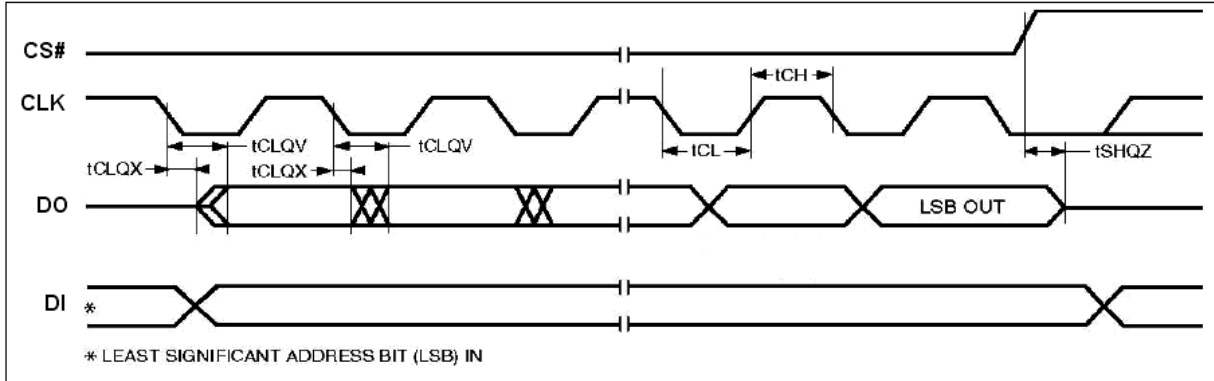 CS#
tCH
CLK
tCLQV
tCLQV
tCL
tSHQZ
tCLQX
tCLQX
DO
LSB OUT
DI
*
* LEAST SIGNIFICANT ADDRESS BIT (LSB) IN